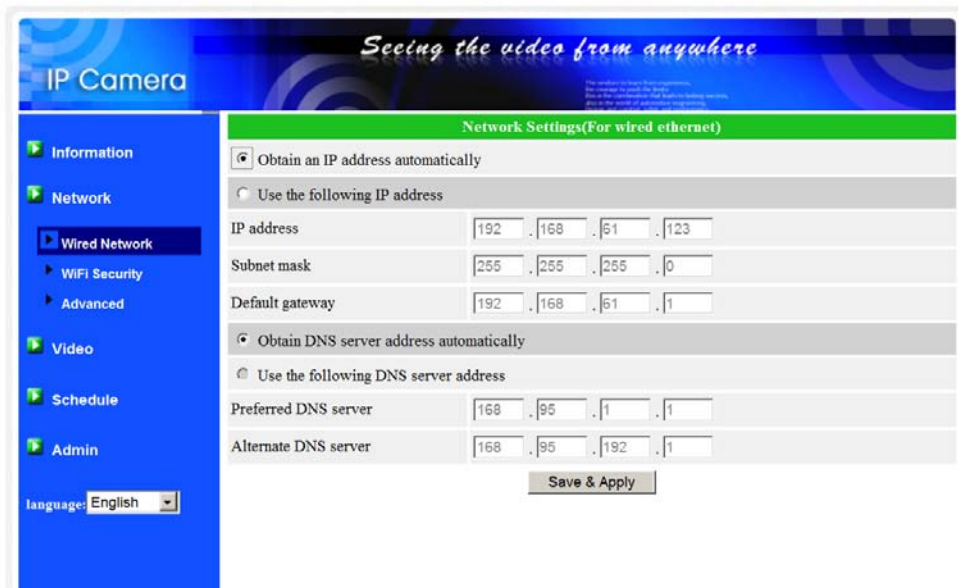 Seeing the video from anywhere
IP Camera
Information
Network
Wired Network
WiFi Security
Advanced
Video
Schedule
Admin
language: English
Network Settings(For wired ethernet)
Obtain an IP address automatically
Use the following IP address
IP address 192 . 168 . 61 . 123
Subnet mask 255 . 255 . 255 . 0
Default gateway 192 . 168 . 61 . 1
Obtain DNS server address automatically
Use the following DNS server address
Preferred DNS server 168 . 95 . 1 . 1
Alternate DNS server 168 . 95 . 192 . 1
Save & Apply